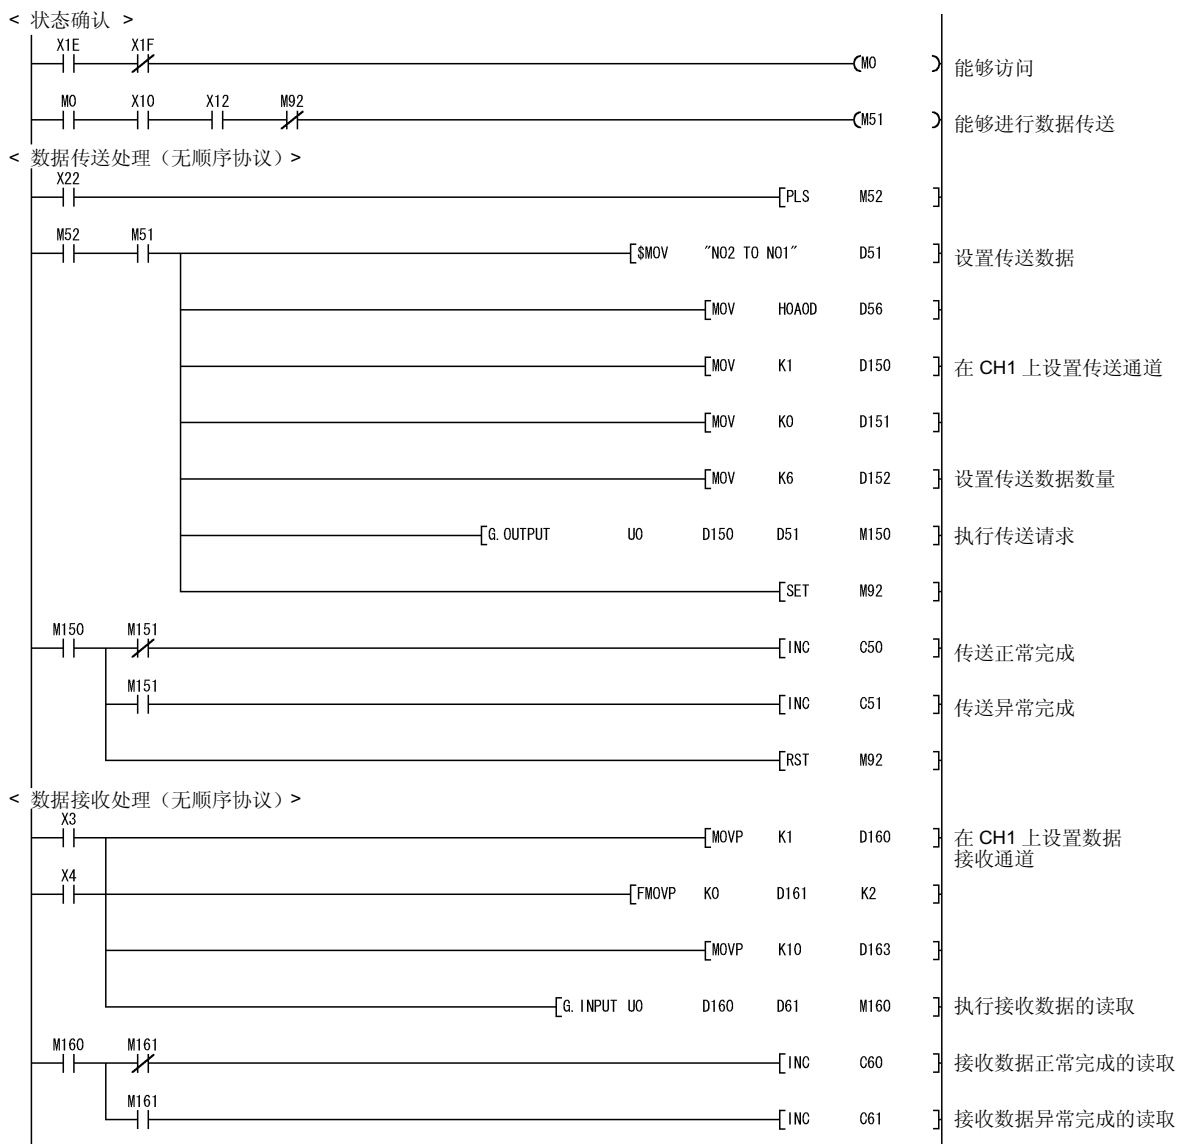 < 状态确认 >
X1E X1F
(M0 ) 能够访问
M0 X10 X12 M92
(M51 ) 能够进行数据传送
< 数据传送处理（无顺序协议）>
X22
[PLS M52 ]
M52 M51
[$MOV "NO2 TO NO1" D51 ] 设置传送数据
[MOV H0A0D D56 ]
[MOV K1 D150 ] 在 CH1 上设置传送通道
[MOV K0 D151 ]
[MOV K6 D152 ] 设置传送数据数量
[G.OUTPUT U0 D150 D51 M150 ] 执行传送请求
[SET M92 ]
M150 M151
[INC C50 ] 传送正常完成
M151
[INC C51 ] 传送异常完成
[RST M92 ]
< 数据接收处理（无顺序协议）>
X3
[MOVP K1 D160 ] 在 CH1 上设置数据
接收通道
X4
[FMOVP K0 D161 K2 ]
[MOVP K10 D163 ]
[G.INPUT U0 D160 D61 M160 ] 执行接收数据的读取
M160 M161
[INC C60 ] 接收数据正常完成的读取
M161
[INC C61 ] 接收数据异常完成的读取